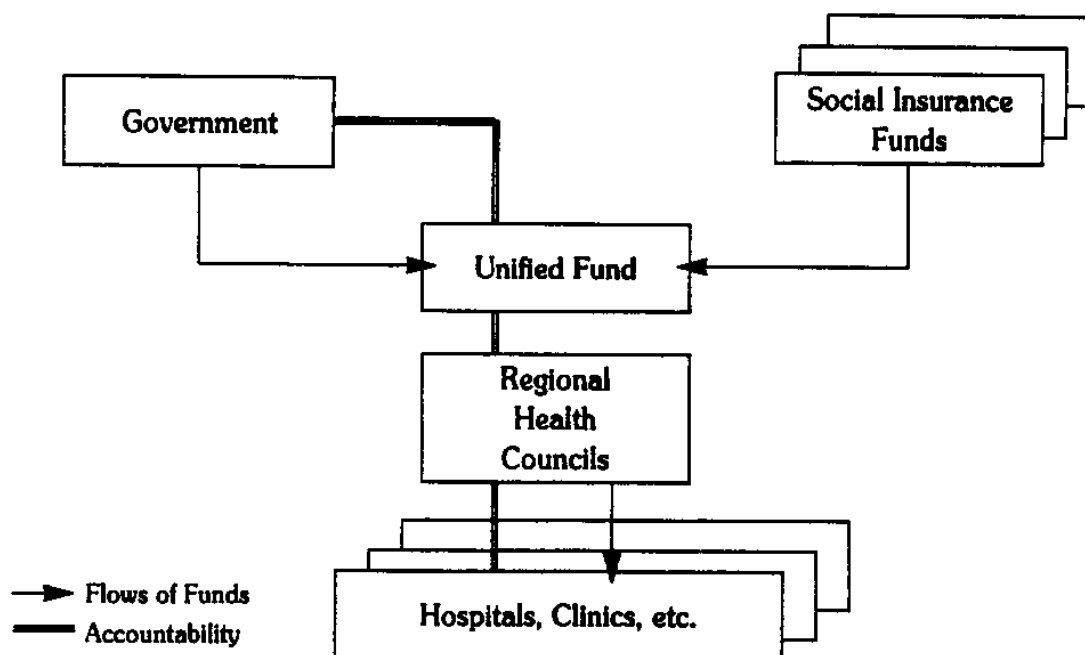 Government
Social Insurance
Funds
Unified Fund
Regional
Health
Councils
Hospitals, Clinics, etc.
Flows of Funds
Accountability